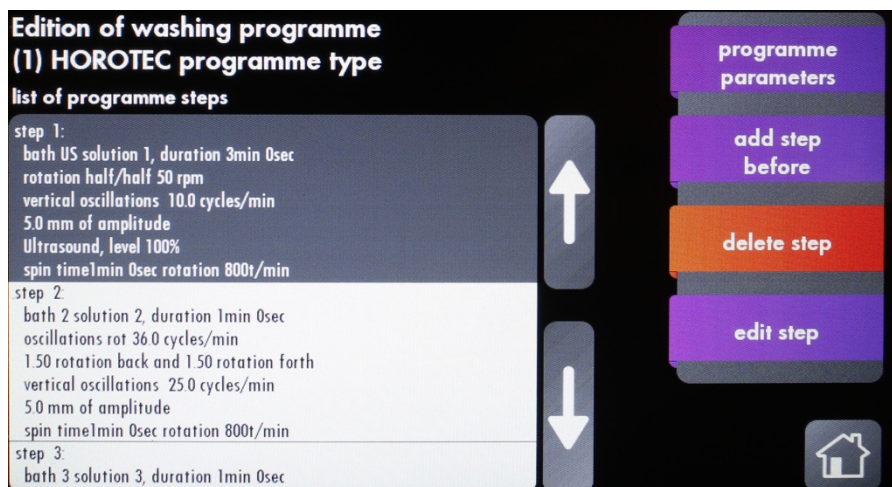 Edition of washing programme
(1) HOROTEC programme type
list of programme steps
step 1:
bath US solution 1, duration 3min 0sec
rotation half/half 50 rpm
vertical oscillations 10.0 cycles/min
5.0 mm of amplitude
Ultrasound, level 100%
spin time1min 0sec rotation 800t/min
step 2:
bath 2 solution 2, duration 1min 0sec
oscillations rot 36.0 cycles/min
1.50 rotation back and 1.50 rotation forth
vertical oscillations 25.0 cycles/min
5.0 mm of amplitude
spin time1min 0sec rotation 800t/min
step 3:
bath 3 solution 3, duration 1min 0sec
programme
parameters
add step
before
delete step
edit step